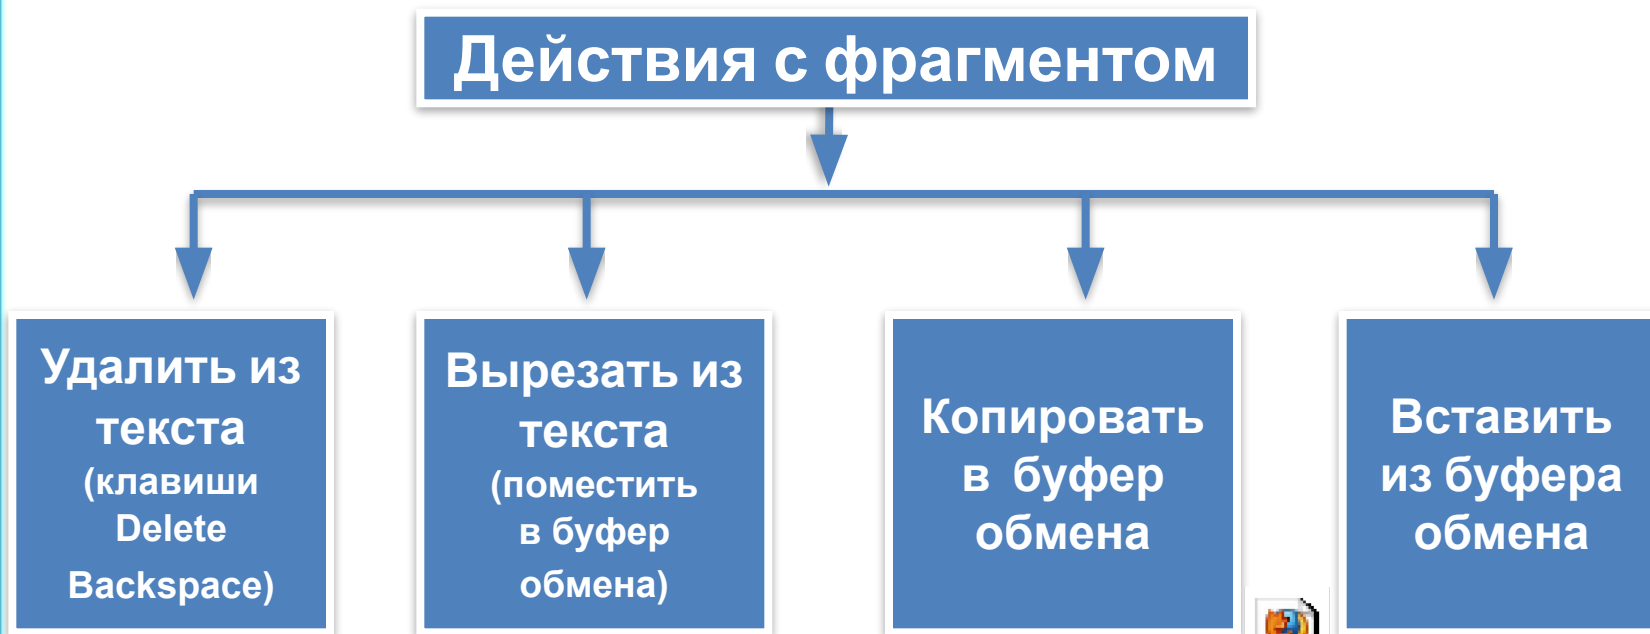 Действия с фрагментом
Удалить из
текста
(клавиши
Delete
Backspace)
Вырезать из
текста
(поместить
в буфер
обмена)
Копировать
в буфер
обмена
Вставить
из буфера
обмена